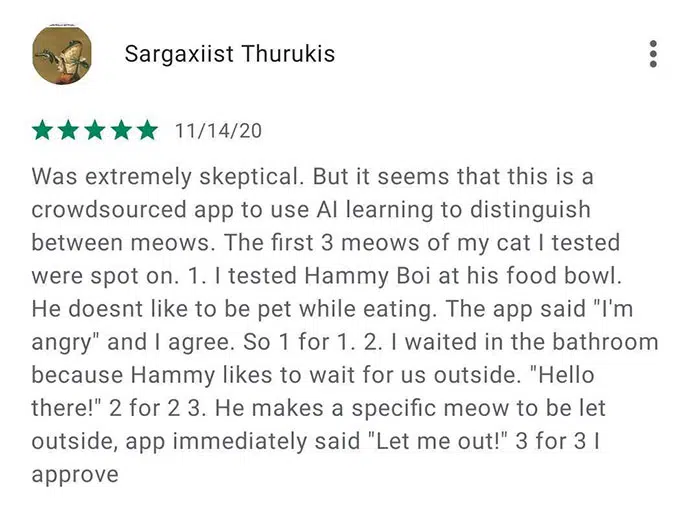 Sargaxiist Thurukis
11/14/20
Was extremely skeptical. But it seems that this is a
crowdsourced app to use AI learning to distinguish
between meows. The first 3 meows of my cat I tested
were spot on. 1. I tested Hammy Boi at his food bowl.
He doesnt like to be pet while eating. The app said "I'm
angry" and I agree. So 1 for 1. 2. I waited in the bathroom
because Hammy likes to wait for us outside. "Hello
there!" 2 for 2 3. He makes a specific meow to be let
outside, app immediately said "Let me out!" 3 for 3 I
approve